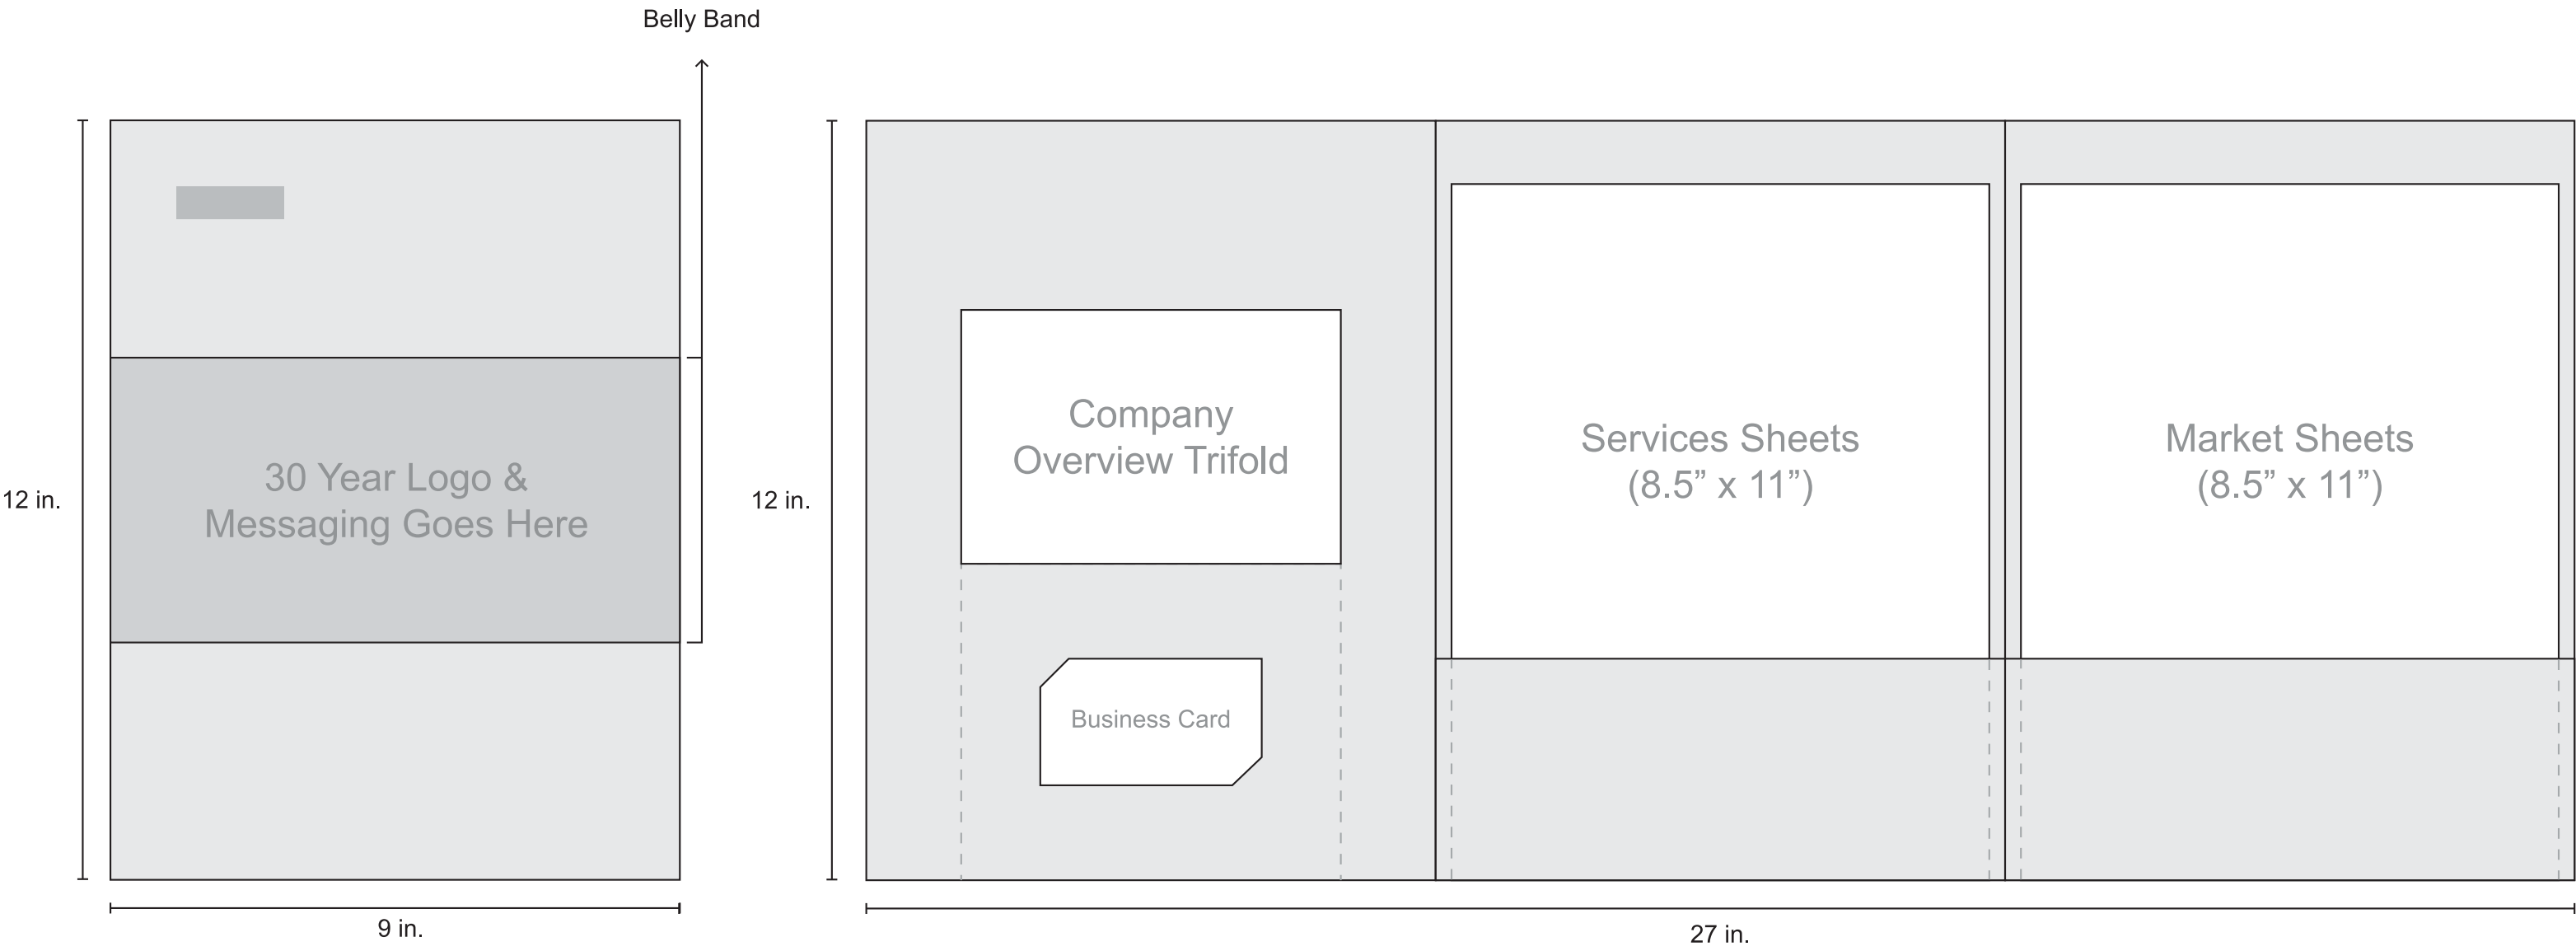 Belly Band
30 Year Logo &
Messaging Goes Here
12 in.
9 in.
12 in.
Company
Overview Trifold
Business Card
Services Sheets
(8.5” x 11”)
Market Sheets
(8.5” x 11”)
27 in.